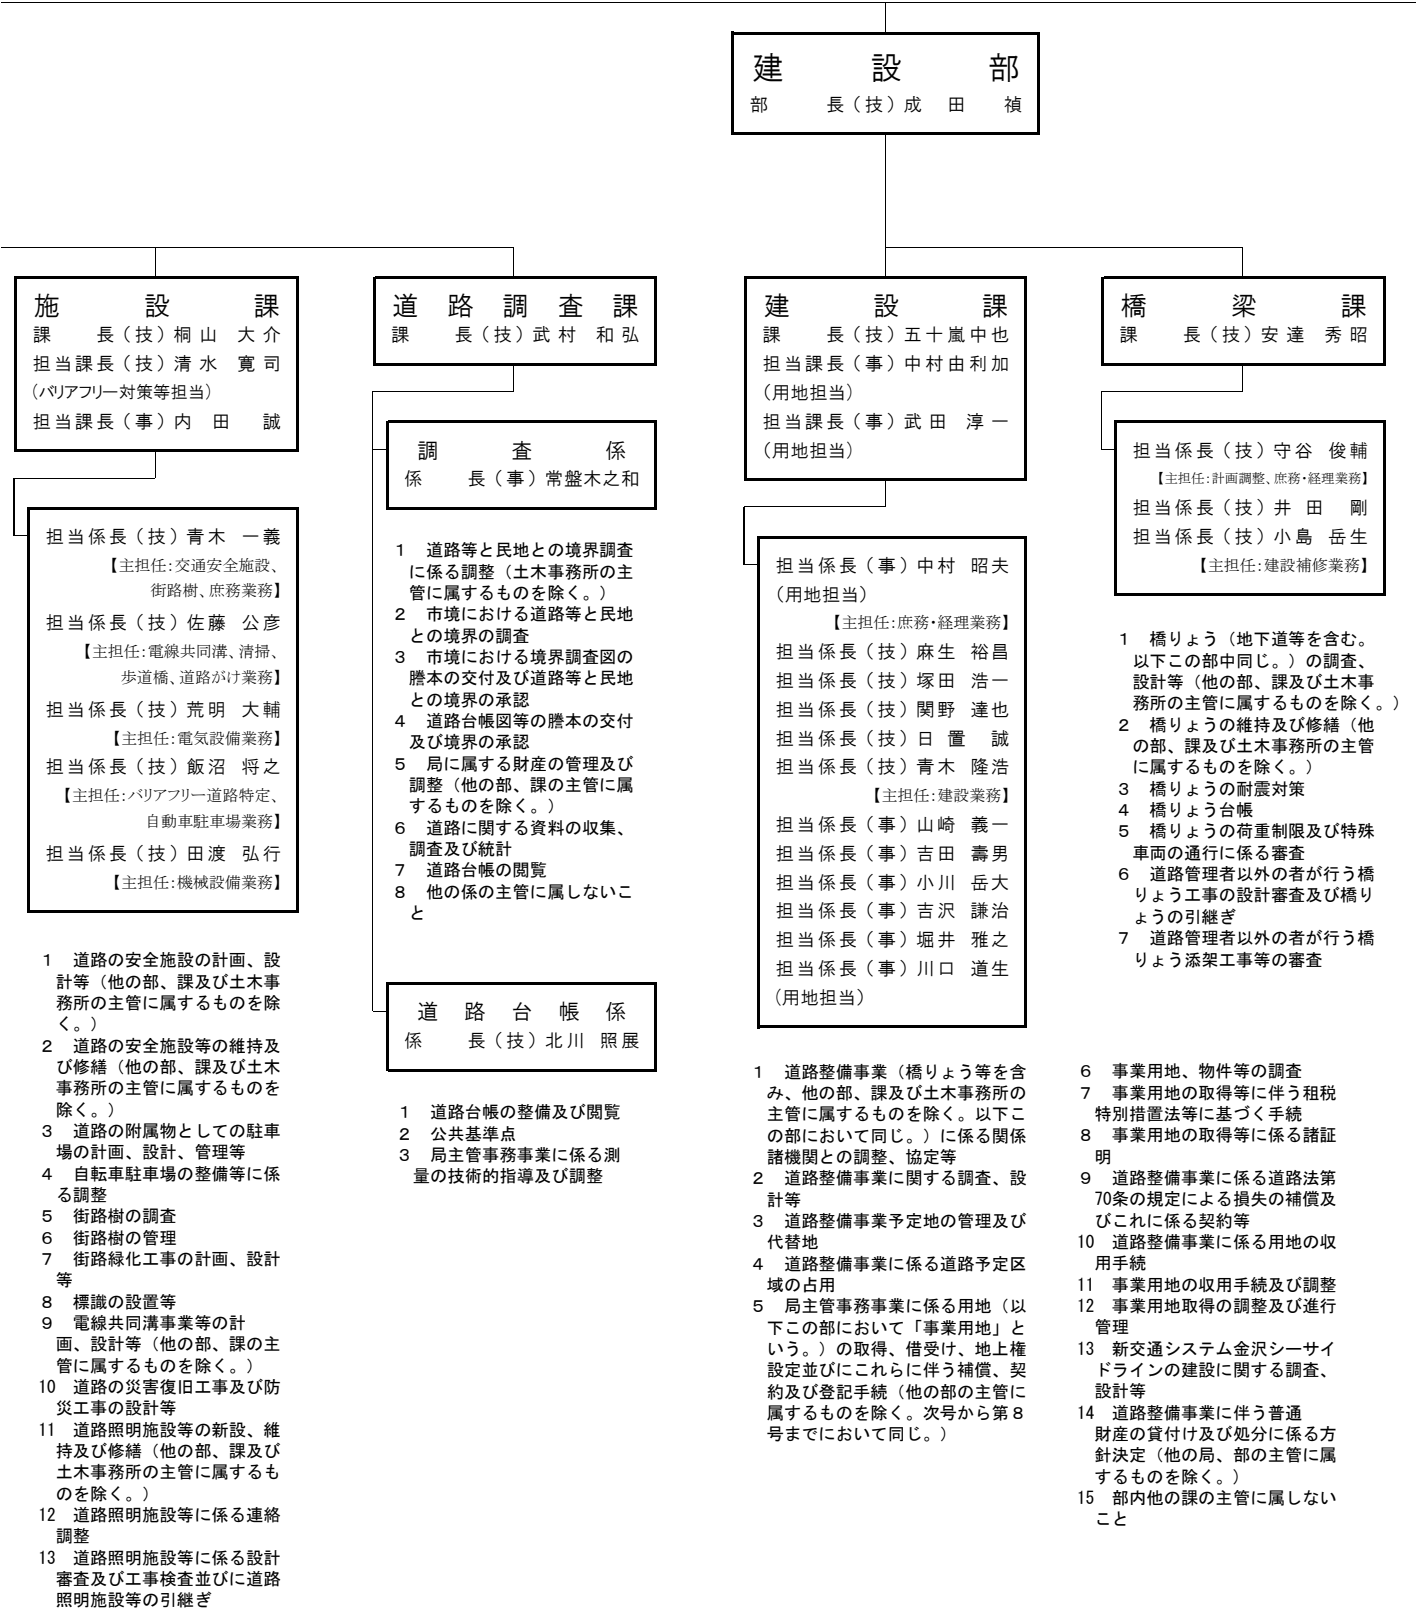 建設部
部長（技）成田禎
施設課
課長（技）桐山大介
担当課長（技）清水寛司
（バリアフリー対策等担当）
担当課長（事）内田誠
担当係長（技）青木一義
【主担任：交通安全施設、
街路樹、庶務業務】
担当係長（技）佐藤公彦
【主担任：電線共同溝、清掃、
歩道橋、道路がけ業務】
担当係長（技）荒明大輔
【主担任：電気設備業務】
担当係長（技）飯沼将之
【主担任：バリアフリー道路特定、
自動車駐車場業務】
担当係長（技）田渡弘行
【主担任：機械設備業務】
1　道路の安全施設の計画、設
計等（他の部、課及び土木事
務所の主管に属するものを除
く。）
2　道路の安全施設等の維持及
び修繕（他の部、課及び土木
事務所の主管に属するものを
除く。）
3　道路の附属物としての駐車
場の計画、設計、管理等
4　自転車駐車場の整備等に係
る調整
5　街路樹の調査
6　街路樹の管理
7　街路緑化工事の計画、設計
等
8　標識の設置等
9　電線共同溝事業等の計
画、設計等（他の部、課の主
管に属するものを除く。）
10　道路の災害復旧工事及び防
災工事の設計等
11　道路照明施設等の新設、維
持及び修繕（他の部、課及び
土木事務所の主管に属するも
のを除く。）
12　道路照明施設等に係る連絡
調整
13　道路照明施設等に係る設計
審査及び工事検査並びに道路
照明施設等の引継ぎ
道路調査課
課長（技）武村和弘
調査係
係長（事）常盤木之和
1　道路等と民地との境界調査
に係る調整（土木事務所の主
管に属するものを除く。）
2　市境における道路等と民地
との境界の調査
3　市境における境界調査図の
謄本の交付及び道路等と民地
との境界の承認
4　道路台帳図等の謄本の交付
及び境界の承認
5　局に属する財産の管理及び
調整（他の部、課の主管に属
するものを除く。）
6　道路に関する資料の収集、
調査及び統計
7　道路台帳の閲覧
8　他の係の主管に属しないこ
と
道路台帳係
係長（技）北川照展
1　道路台帳の整備及び閲覧
2　公共基準点
3　局主管事務事業に係る測
量の技術的指導及び調整
建設課
課長（技）五十嵐中也
担当課長（事）中村由利加
（用地担当）
担当課長（事）武田淳一
（用地担当）
担当係長（事）中村昭夫
（用地担当）
【主担任：庶務・経理業務】
担当係長（技）麻生裕昌
担当係長（技）塚田浩一
担当係長（技）関野達也
担当係長（技）日置誠
担当係長（技）青木隆浩
【主担任：建設業務】
担当係長（事）山崎義一
担当係長（事）吉田壽男
担当係長（事）小川岳大
担当係長（事）吉沢謙治
担当係長（事）堀井雅之
担当係長（事）川口道生
（用地担当）
1　道路整備事業（橋りょう等を含
み、他の部、課及び土木事務所の
主管に属するものを除く。以下こ
の部において同じ。）に係る関係
諸機関との調整、協定等
2　道路整備事業に関する調査、設
計等
3　道路整備事業予定地の管理及び
代替地
4　道路整備事業に係る道路予定区
域の占用
5　局主管事務事業に係る用地（以
下この部において「事業用地」と
いう。）の取得、借受け、地上権
設定並びにこれらに伴う補償、契
約及び登記手続（他の部の主管に
属するものを除く。次号から第８
号までにおいて同じ。）
6　事業用地、物件等の調査
7　事業用地の取得等に伴う租税
特別措置法等に基づく手続
8　事業用地の取得等に係る諸証
明
9　道路整備事業に係る道路法第
70条の規定による損失の補償及
びこれに係る契約等
10　道路整備事業に係る用地の収
用手続
11　事業用地の収用手続及び調整
12　事業用地取得の調整及び進行
管理
13　新交通システム金沢シーサイ
ドラインの建設に関する調査、
設計等
14　道路整備事業に伴う普通
財産の貸付け及び処分に係る方
針決定（他の局、部の主管に属
するものを除く。）
15　部内他の課の主管に属しない
こと
橋梁課
課長（技）安達秀昭
担当係長（技）守谷俊輔
【主担任：計画調整、庶務・経理業務】
担当係長（技）井田剛
担当係長（技）小島岳生
【主担任：建設補修業務】
1　橋りょう（地下道等を含む。
以下この部中同じ。）の調査、
設計等（他の部、課及び土木事
務所の主管に属するものを除く。）
2　橋りょうの維持及び修繕（他
の部、課及び土木事務所の主管
に属するものを除く。）
3　橋りょうの耐震対策
4　橋りょう台帳
5　橋りょうの荷重制限及び特殊
車両の通行に係る審査
6　道路管理者以外の者が行う橋
りょう工事の設計審査及び橋り
ょうの引継ぎ
7　道路管理者以外の者が行う橋
りょう添架工事等の審査